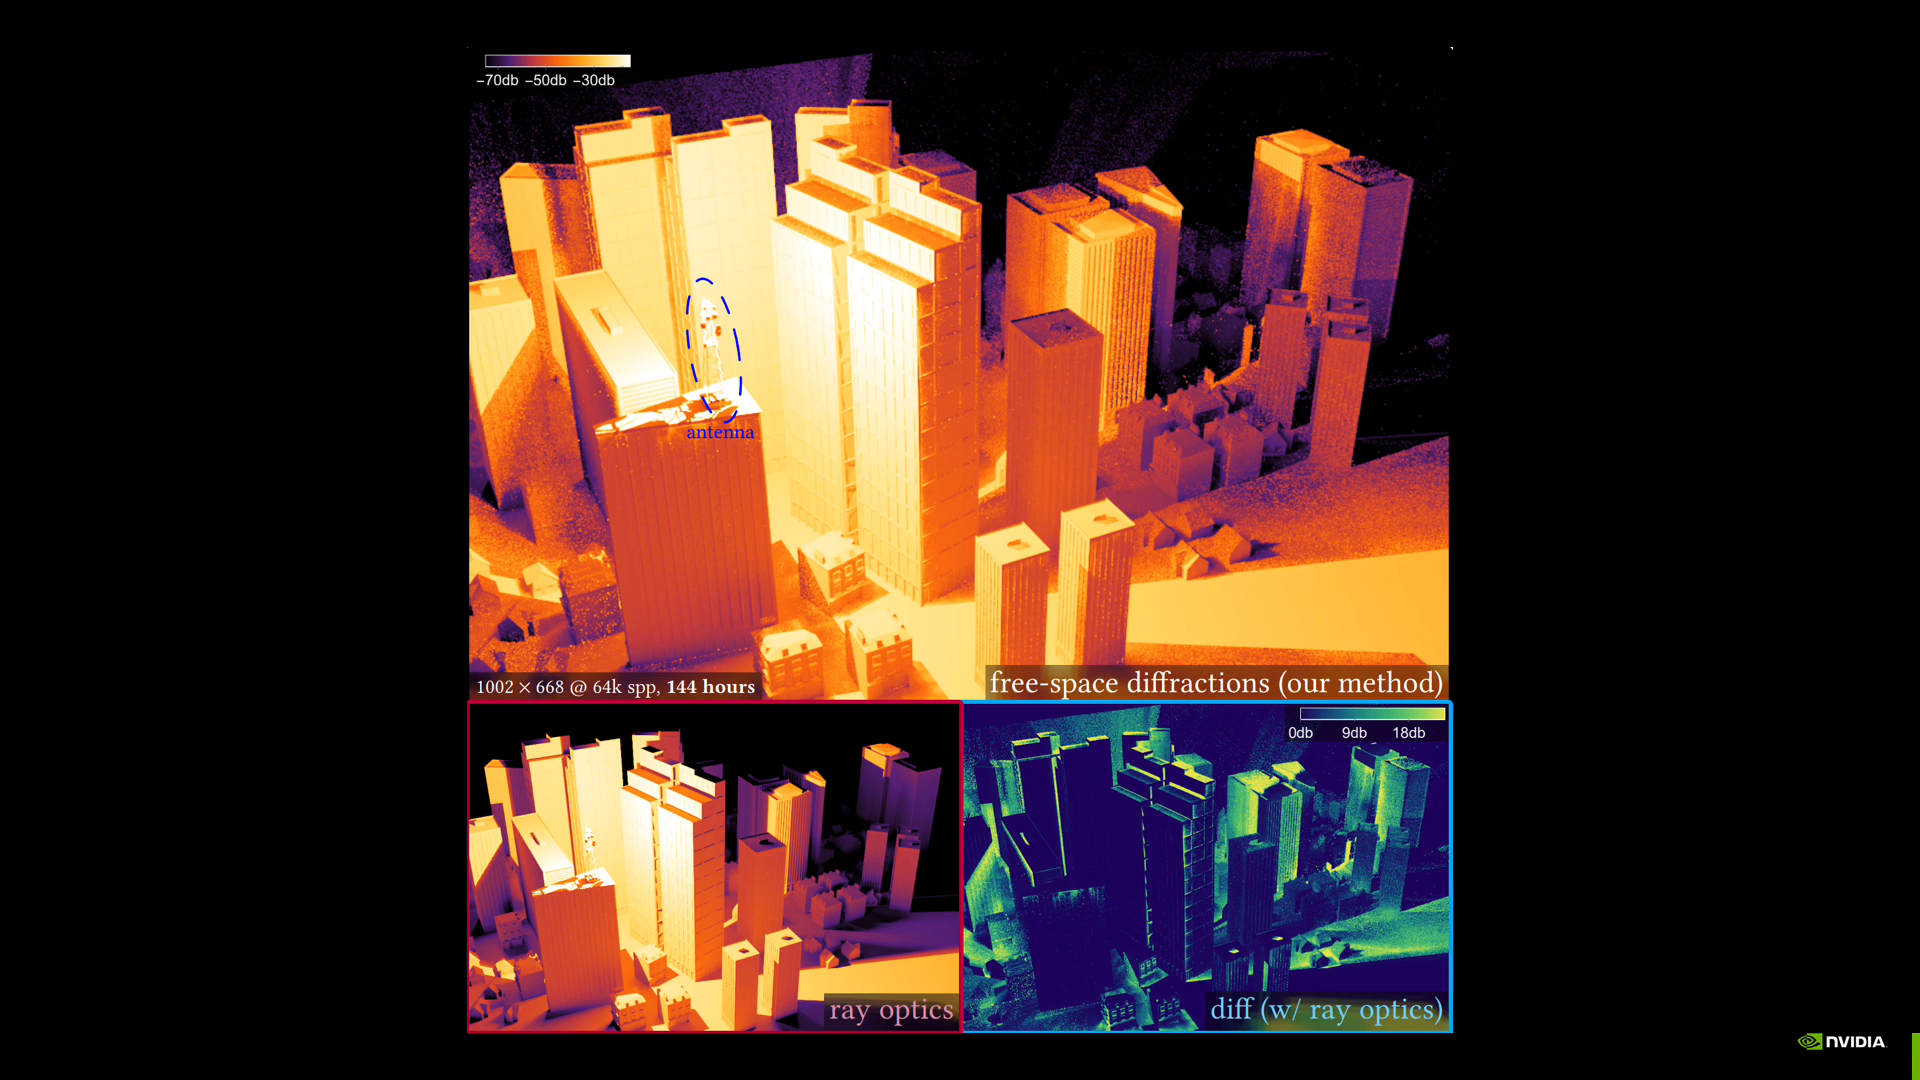 −70db −50db −30db
antenna
1002 × 668 @ 64k spp, 144 hours
free-space diffractions (our method)
0db 9db 18db
ray optics
diff (w/ ray optics)
NVIDIA